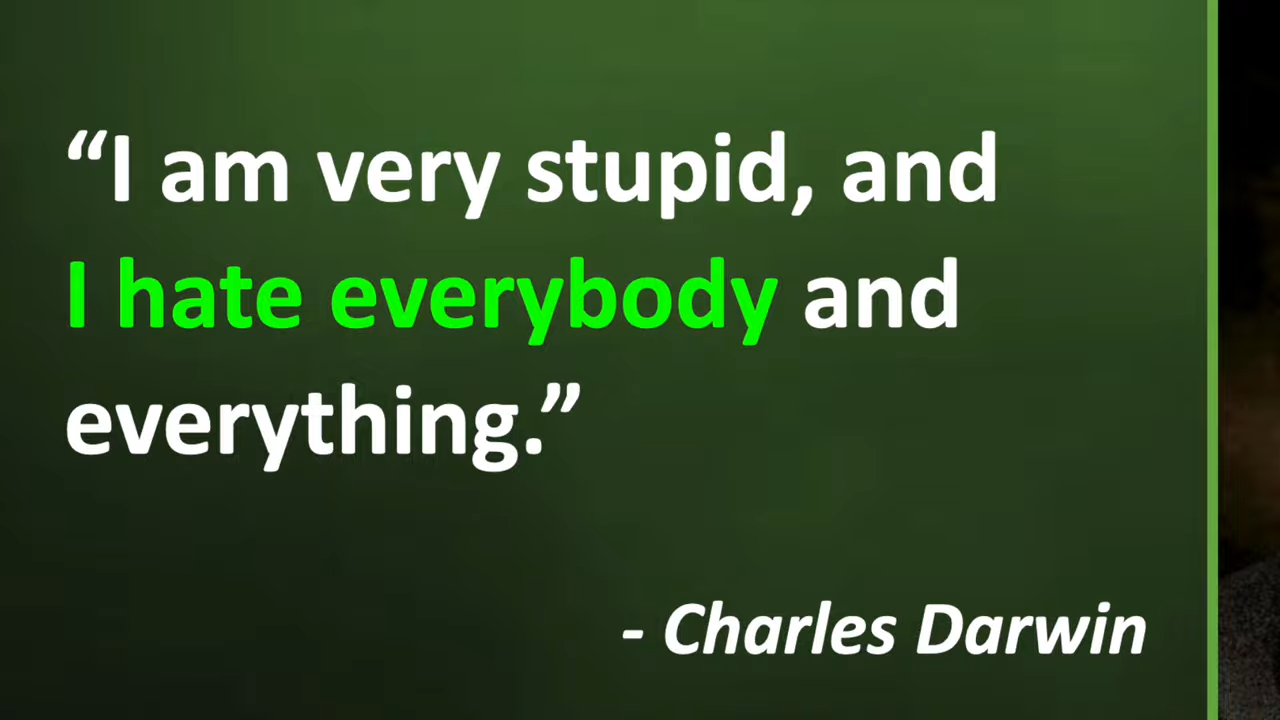 “I am very stupid, and
I hate everybody and
everything.”
- Charles Darwin